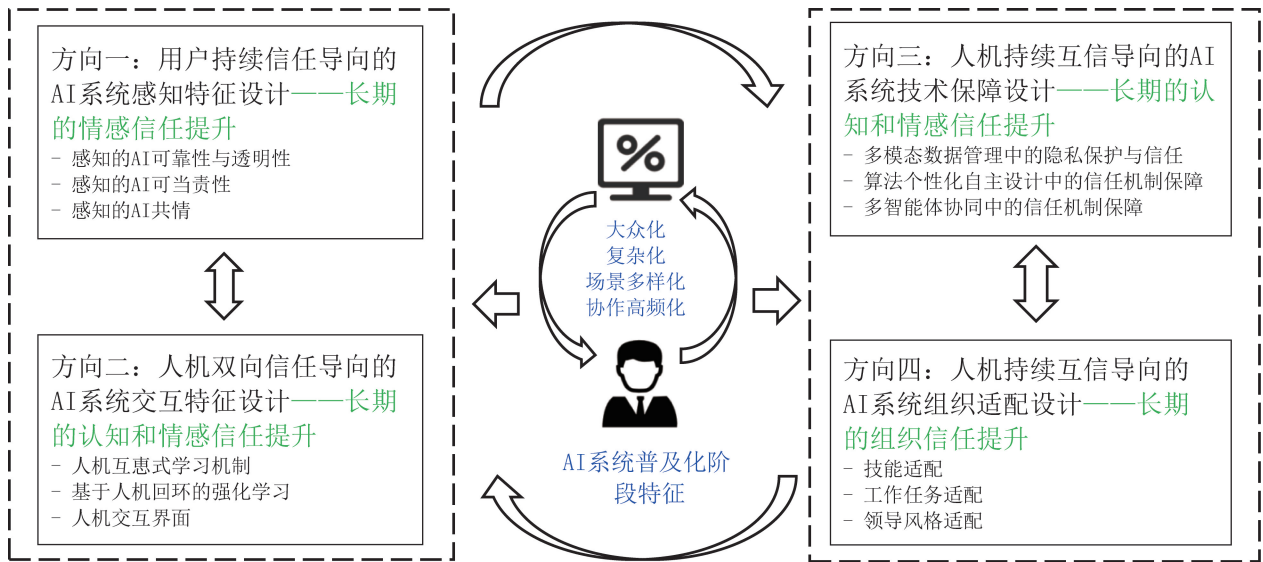 方向一：用户持续信任导向的
AI系统感知特征设计——长期
的情感信任提升
- 感知的AI可靠性与透明性
- 感知的AI可当责性
- 感知的AI共情
方向二：人机双向信任导向的
AI系统交互特征设计——长期
的认知和情感信任提升
- 人机互惠式学习机制
- 基于人机回环的强化学习
- 人机交互界面
%
大众化
复杂化
场景多样化
协作高频化
AI系统普及化阶
段特征
方向三：人机持续互信导向的AI
系统技术保障设计——长期的认
知和情感信任提升
- 多模态数据管理中的隐私保护与信任
- 算法个性化自主设计中的信任机制保障
- 多智能体协同中的信任机制保障
方向四：人机持续互信导向的
AI系统组织适配设计——长期
的组织信任提升
- 技能适配
- 工作任务适配
- 领导风格适配